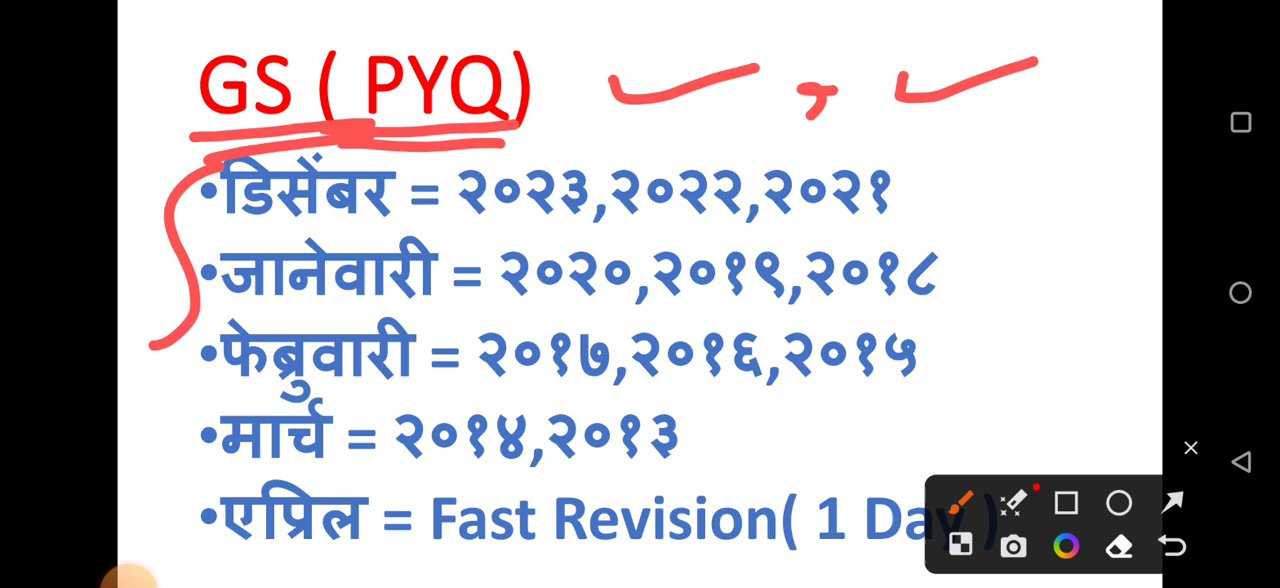 GS ( PYQ)
•डिसेंबर = २०२३,२०२२,२०२१
•जानेवारी = २०२०,२०१९,२०१८
•फेब्रुवारी = २०१७,२०१६,२०१५
•मार्च = २०१४,२०१३
•एप्रिल = Fast Revision( 1 Day )